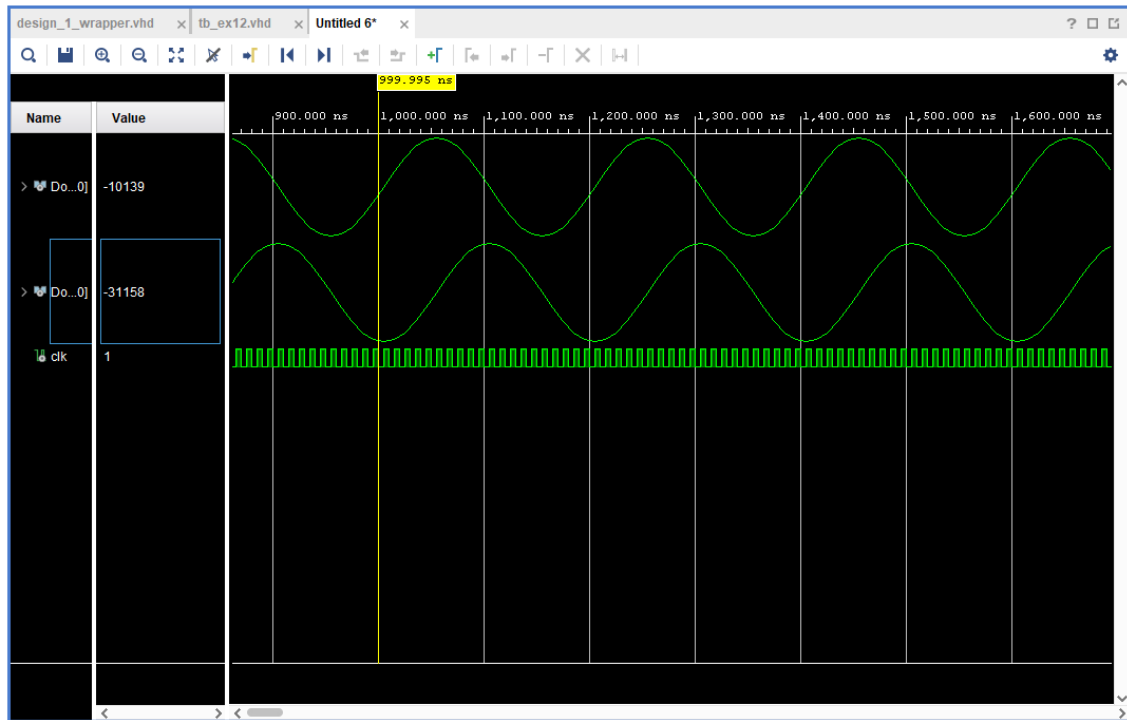 design_1_wrapper.vhd × tb_ex12.vhd × Untitled 6* × ?
999.995 ns
Name Value
900.000 ns 1,000.000 ns 1,100.000 ns 1,200.000 ns 1,300.000 ns 1,400.000 ns 1,500.000 ns 1,600.000 ns
Do...0] -10139
Do...0] -31158
clk 1